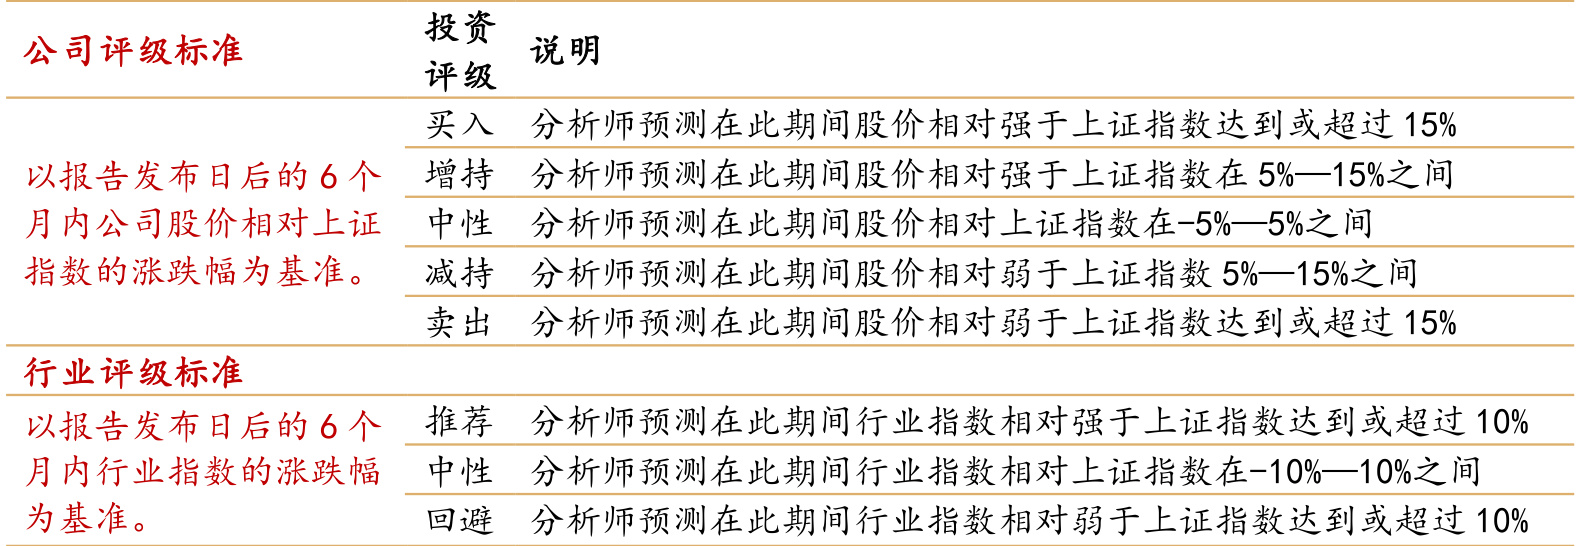 公司评级标准
投资
评级
说明
以报告发布日后的 6 个
月内公司股价相对上证
指数的涨跌幅为基准。
买入
分析师预测在此期间股价相对强于上证指数达到或超过 15%
增持
分析师预测在此期间股价相对强于上证指数在 5%—15%之间
中性
分析师预测在此期间股价相对上证指数在-5%—5%之间
减持
分析师预测在此期间股价相对弱于上证指数 5%—15%之间
卖出
分析师预测在此期间股价相对弱于上证指数达到或超过 15%
行业评级标准
以报告发布日后的 6 个
月内行业指数的涨跌幅
为基准。
推荐
分析师预测在此期间行业指数相对强于上证指数达到或超过 10%
中性
分析师预测在此期间行业指数相对上证指数在-10%—10%之间
回避
分析师预测在此期间行业指数相对弱于上证指数达到或超过 10%